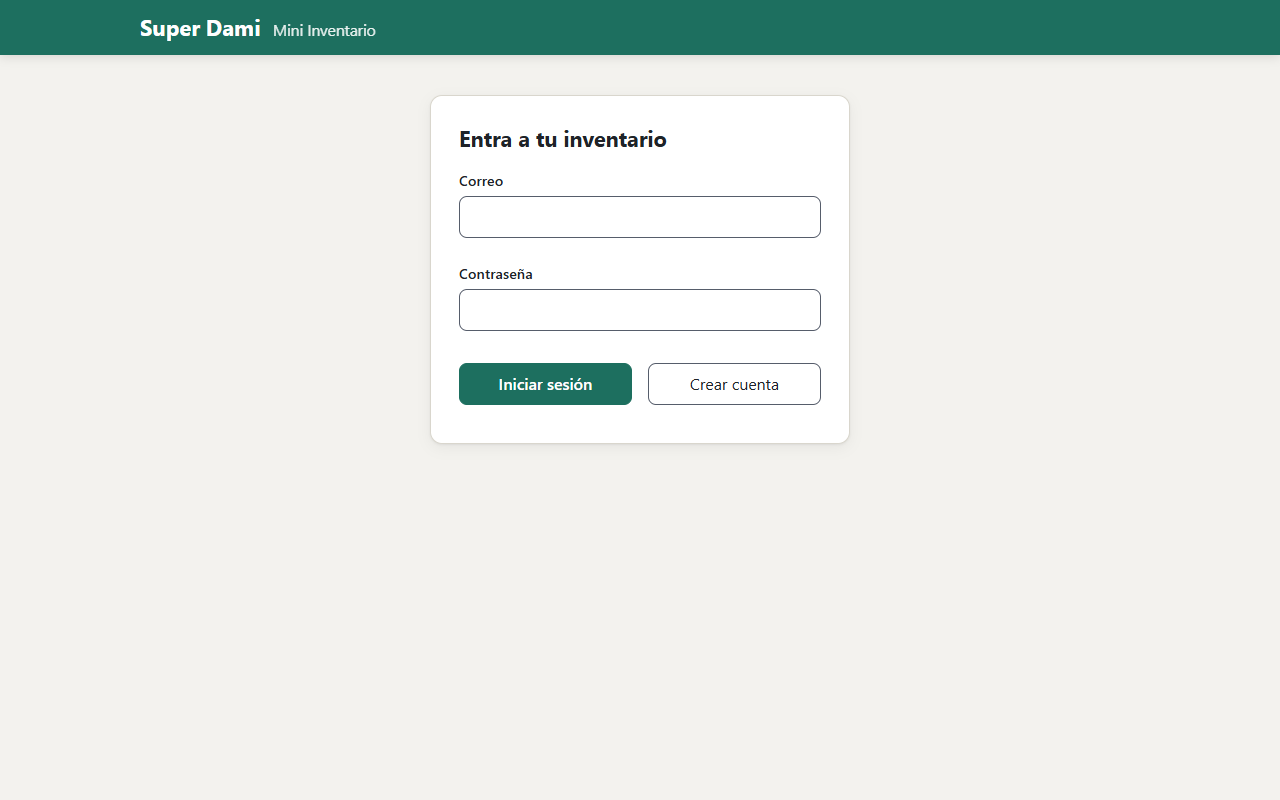 Super Dami Mini Inventario
Entra a tu inventario
Correo
Contraseña
Iniciar sesión Crear cuenta